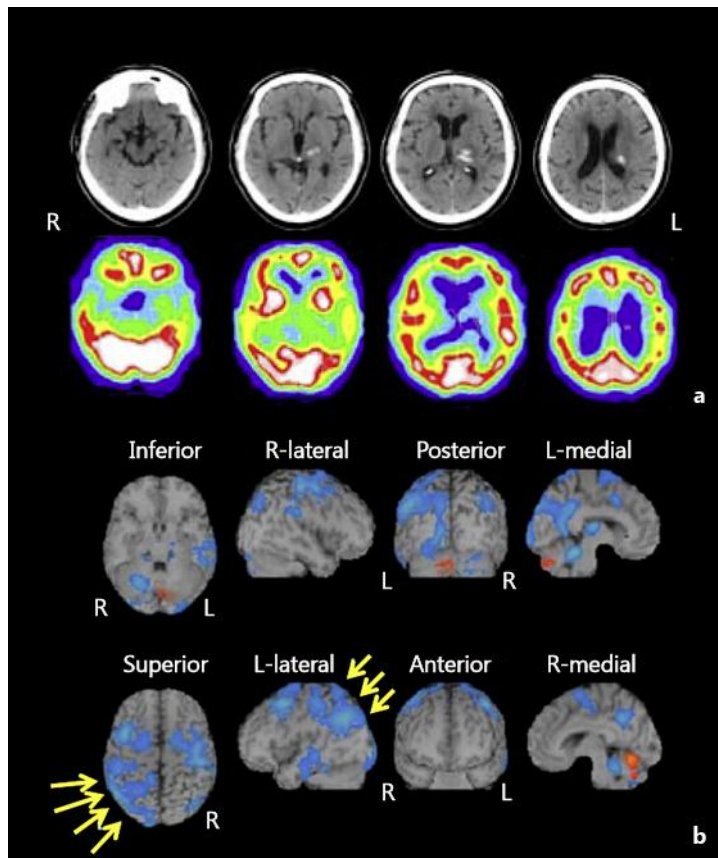 R L
a
Inferior R-lateral Posterior L-medial
L R
R L
Superior L-lateral Anterior R-medial
R L
R
b